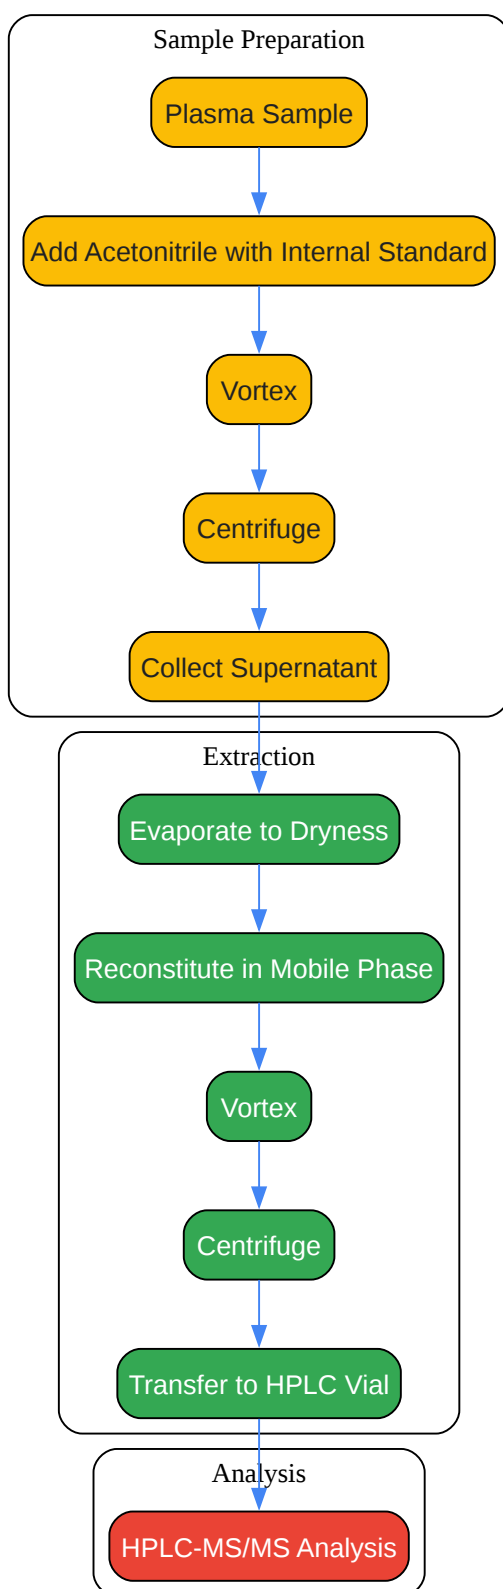 Sample Preparation
Plasma Sample
Add Acetonitrile with Internal Standard
Vortex
Centrifuge
Collect Supernatant
Extraction
Evaporate to Dryness
Reconstitute in Mobile Phase
Vortex
Centrifuge
Transfer to HPLC Vial
Analysis
HPLC-MS/MS Analysis